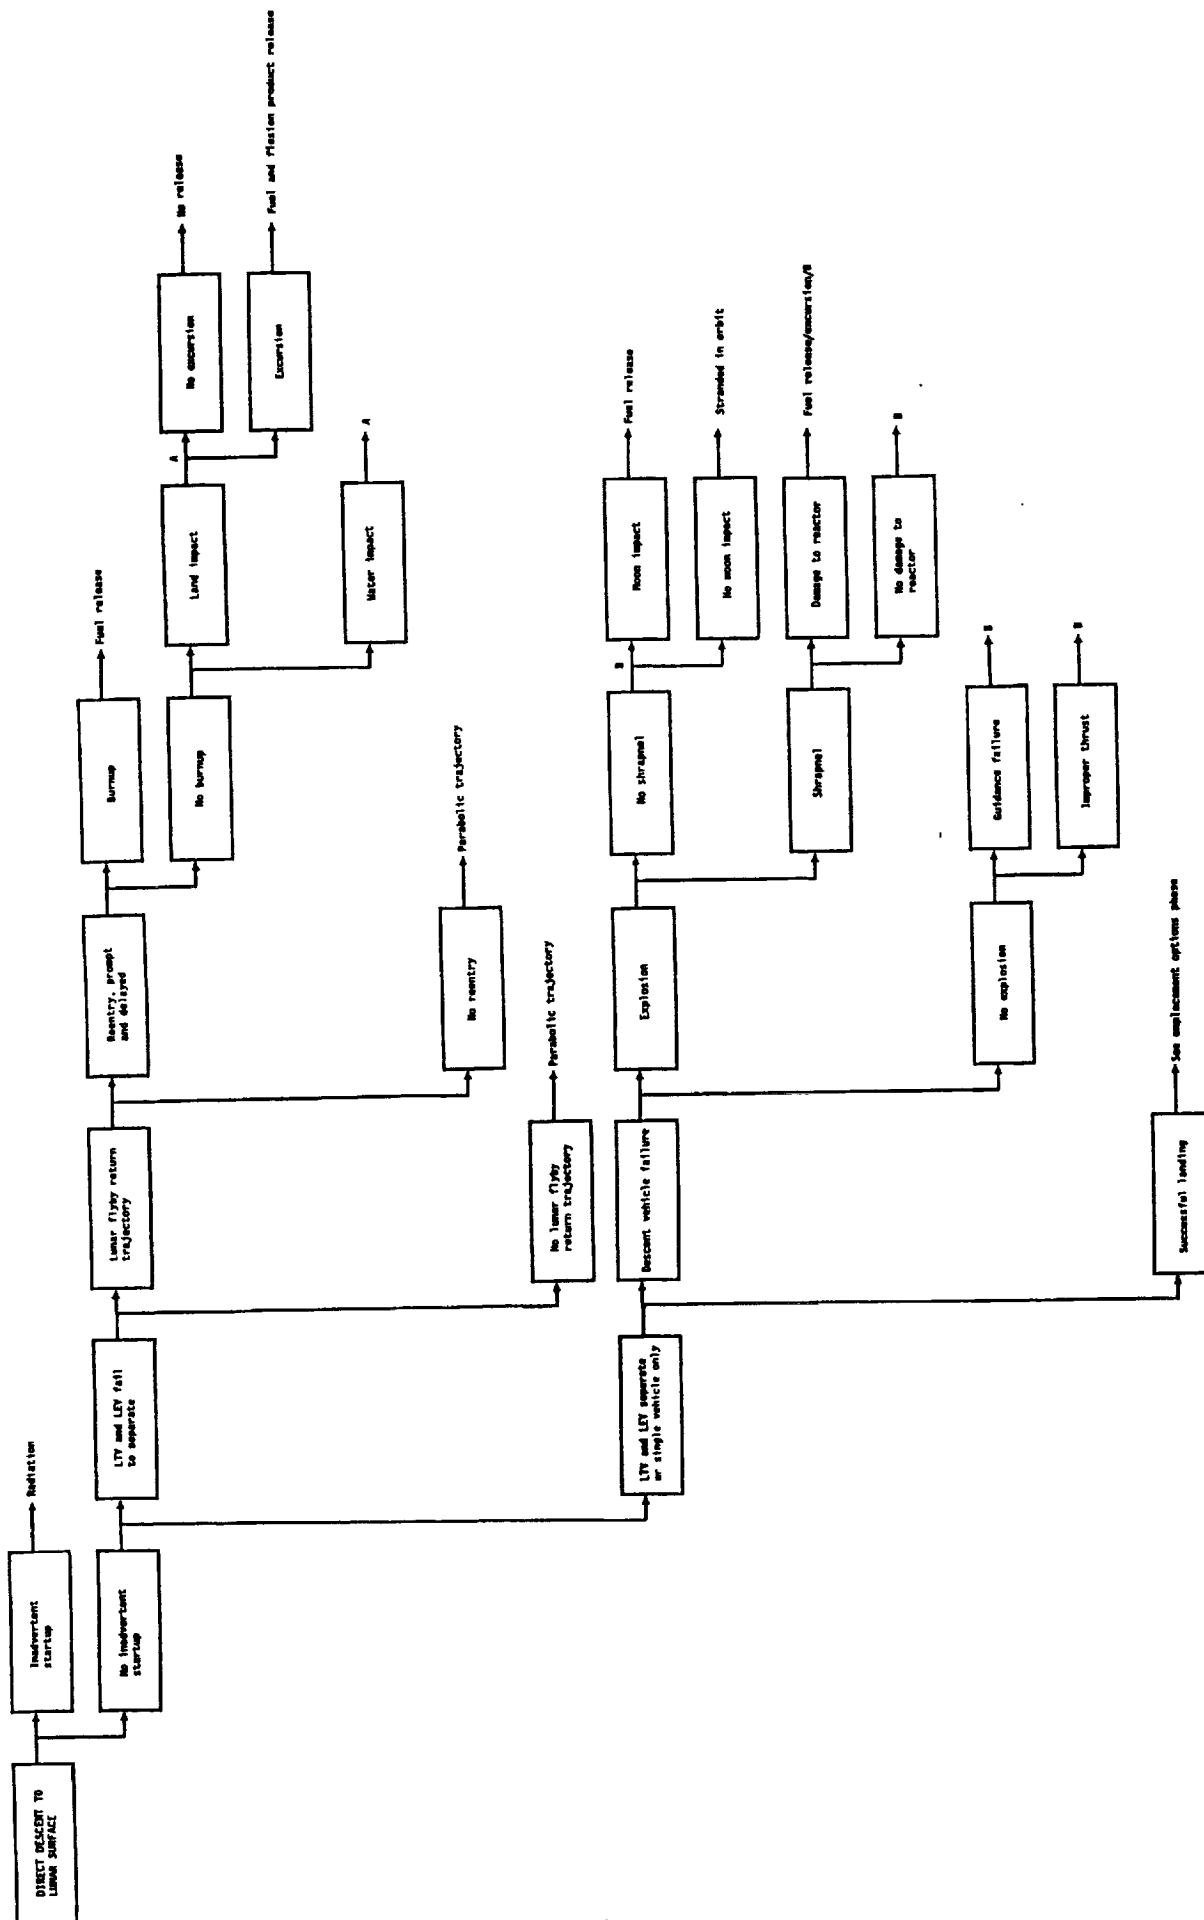 DIRECT DESCENT TO
LUNAR SURFACE
Inadvertent
startup
Radiation
No inadvertent
startup
LTV and LEV fail
to separate
Lunar flyby return
trajectory
Reentry, prompt
and delayed
Burnup
Fuel release
No burnup
Land impact
A
No excursion
No release
Excursion
Fuel and fission product release
Water impact
A
No reentry
Parabolic trajectory
No lunar flyby
return trajectory
Parabolic trajectory
LTV and LEV separate
or single vehicle only
Descent vehicle failure
Explosion
No shrapnel
B
Moon impact
Fuel release
No moon impact
Stranded in orbit
Shrapnel
Damage to reactor
Fuel release/excursion/B
No damage to
reactor
B
No explosion
Guidance failure
B
Improper thrust
B
Successful landing
See emplacement options phase